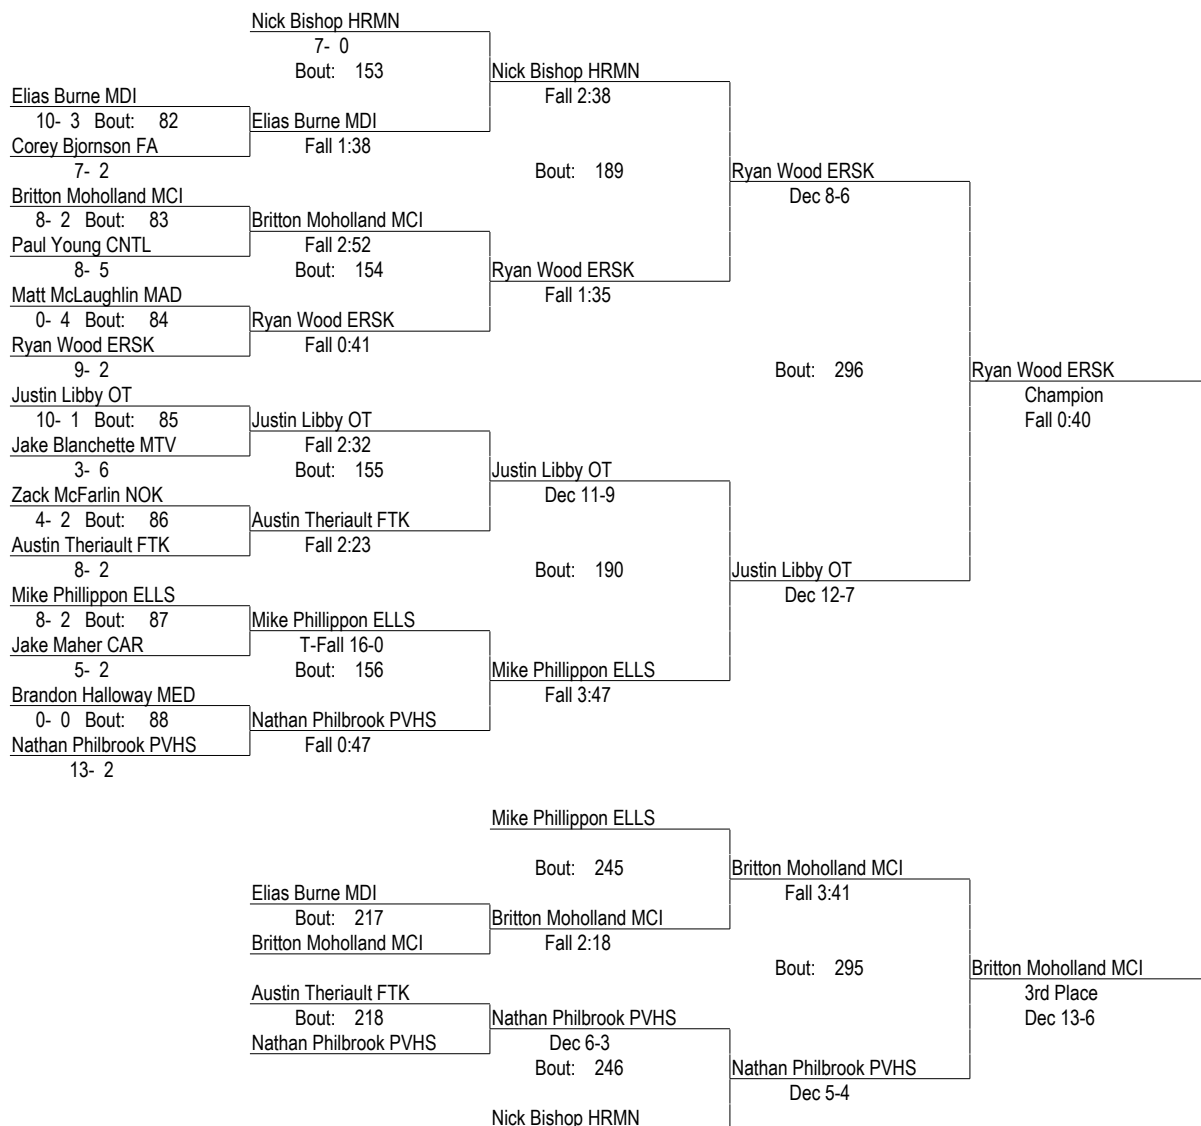 Nick Bishop HRMN
7- 0
Bout: 153
Nick Bishop HRMN
Fall 2:38
Elias Burne MDI
10- 3 Bout: 82
Elias Burne MDI
Corey Bjornson FA
Fall 1:38
7- 2
Bout: 189
Ryan Wood ERSK
Dec 8-6
Britton Moholland MCI
8- 2 Bout: 83
Britton Moholland MCI
Paul Young CNTL
Fall 2:52
8- 5
Bout: 154
Ryan Wood ERSK
Fall 1:35
Matt McLaughlin MAD
0- 4 Bout: 84
Ryan Wood ERSK
Ryan Wood ERSK
Fall 0:41
9- 2
Bout: 296
Ryan Wood ERSK
Champion
Fall 0:40
Justin Libby OT
10- 1 Bout: 85
Justin Libby OT
Jake Blanchette MTV
Fall 2:32
3- 6
Bout: 155
Justin Libby OT
Dec 11-9
Zack McFarlin NOK
4- 2 Bout: 86
Austin Theriault FTK
Austin Theriault FTK
Fall 2:23
8- 2
Bout: 190
Justin Libby OT
Dec 12-7
Mike Phillippon ELLS
8- 2 Bout: 87
Mike Phillippon ELLS
Jake Maher CAR
T-Fall 16-0
5- 2
Bout: 156
Mike Phillippon ELLS
Fall 3:47
Brandon Halloway MED
0- 0 Bout: 88
Nathan Philbrook PVHS
Nathan Philbrook PVHS
Fall 0:47
13- 2
Mike Phillippon ELLS
Bout: 245
Britton Moholland MCI
Fall 3:41
Elias Burne MDI
Bout: 217
Britton Moholland MCI
Britton Moholland MCI
Fall 2:18
Bout: 295
Britton Moholland MCI
3rd Place
Dec 13-6
Austin Theriault FTK
Bout: 218
Nathan Philbrook PVHS
Nathan Philbrook PVHS
Dec 6-3
Bout: 246
Nathan Philbrook PVHS
Dec 5-4
Nick Bishop HRMN